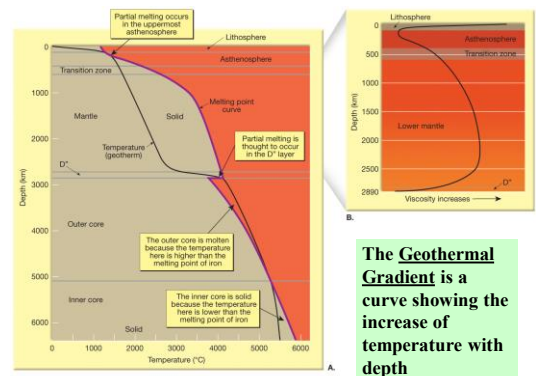 Partial melting occurs
in the uppermost
asthenosphere
Lithosphere
Asthenosphere
Transition zone
Melting point
curve
Mantle
Solid
Temperature
(geotherm)
Partial melting is
thought to occur
in the D" layer
D"
Outer core
The outer core is molten
because the temperature
here is higher than the
melting point of iron
Inner core
The inner core is solid
because the temperature
here is lower than the
melting point of iron
Solid
Depth (km)
1000
2000
3000
4000
5000
6000
0
1000
2000
3000
4000
5000
6000
Temperature (°C)
A.
Lithosphere
Asthenosphere
Transition zone
Lower mantle
D"
Depth (km)
0
500
1000
1500
2000
2500
2890
Viscosity increases
B.
The Geothermal
Gradient is a
curve showing the
increase of
temperature with
depth